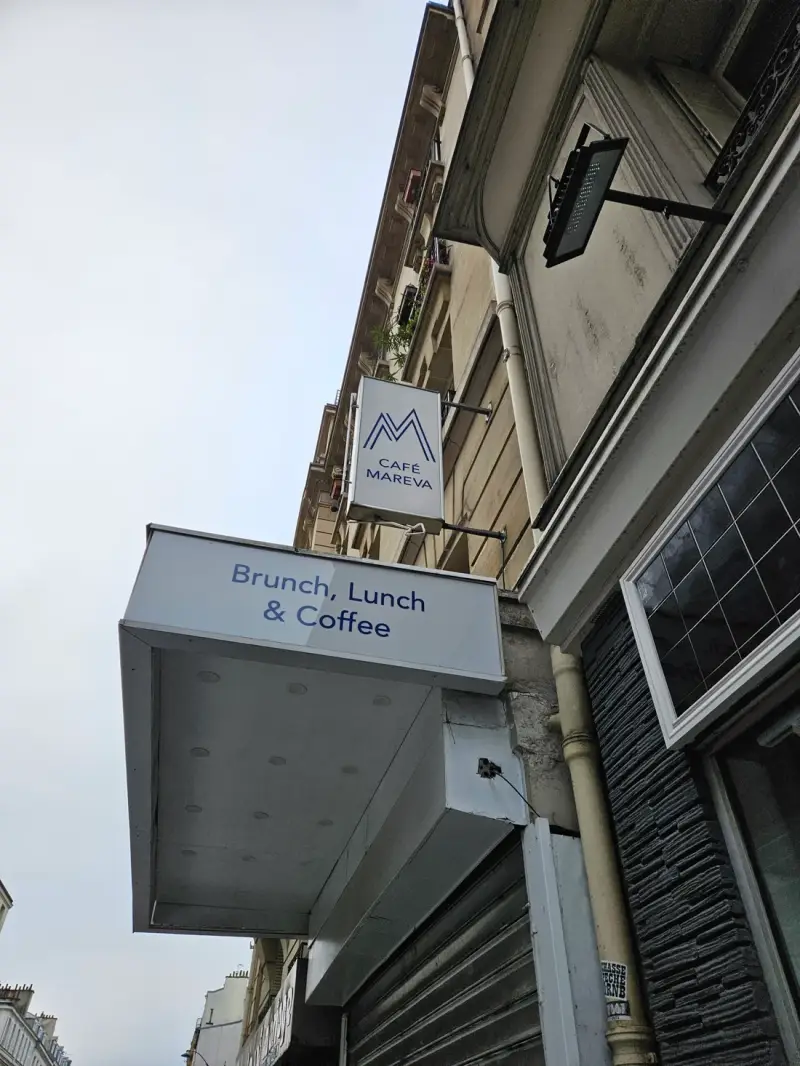 CAFÉ
MAREVA
Brunch, Lunch
& Coffee